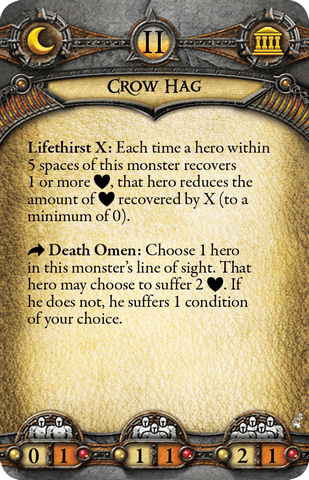 II
CROW HAG
Lifethirst X: Each time a hero within
5 spaces of this monster recovers
1 or more ♥, that hero reduces the
amount of ♥ recovered by X (to a
minimum of 0).
Death Omen: Choose 1 hero
in this monster's line of sight. That
hero may choose to suffer 2 ♥. If
he does not, he suffers 1 condition
of your choice.
0 1 1 1 2 1